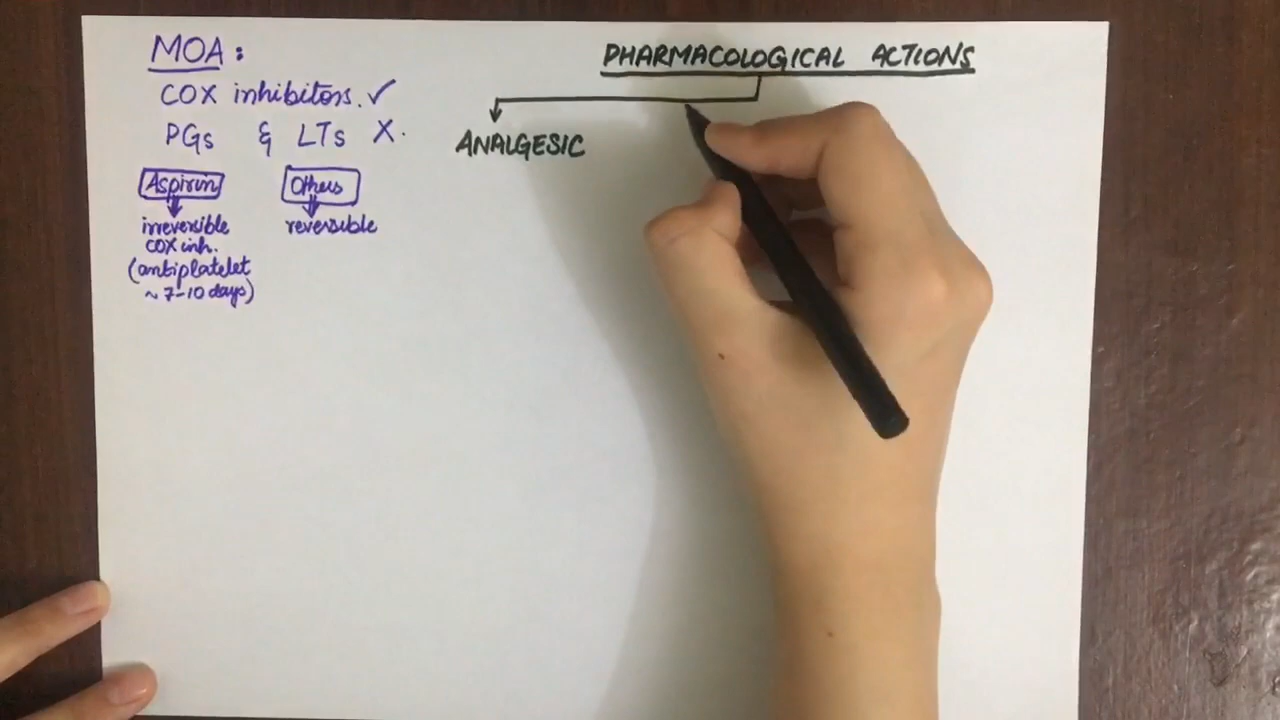 MOA:
COX inhibitors. ✓
PGs & LTs X.
Aspirin
irreversible
COX inh.
(antiplatelet
~ 7-10 days)
Others
reversible
PHARMACOLOGICAL ACTIONS
ANALGESIC